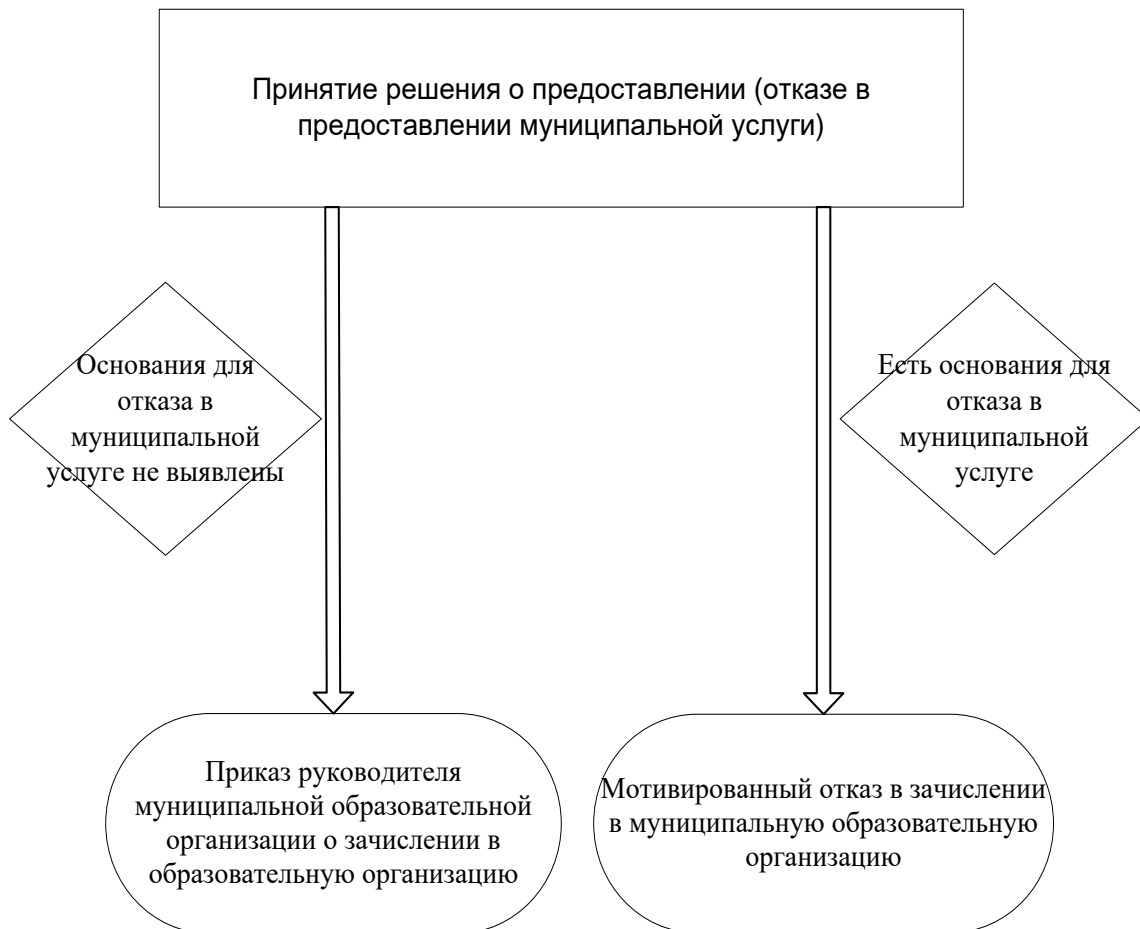 Принятие решения о предоставлении (отказе в
предоставлении муниципальной услуги)
Основания для
отказа в
муниципальной
услуге не выявлены
Есть основания для
отказа в
муниципальной
услуге
Приказ руководителя
муниципальной образовательной
организации о зачислении в
образовательную организацию
Мотивированный отказ в зачислении
в муниципальную образовательную
организацию